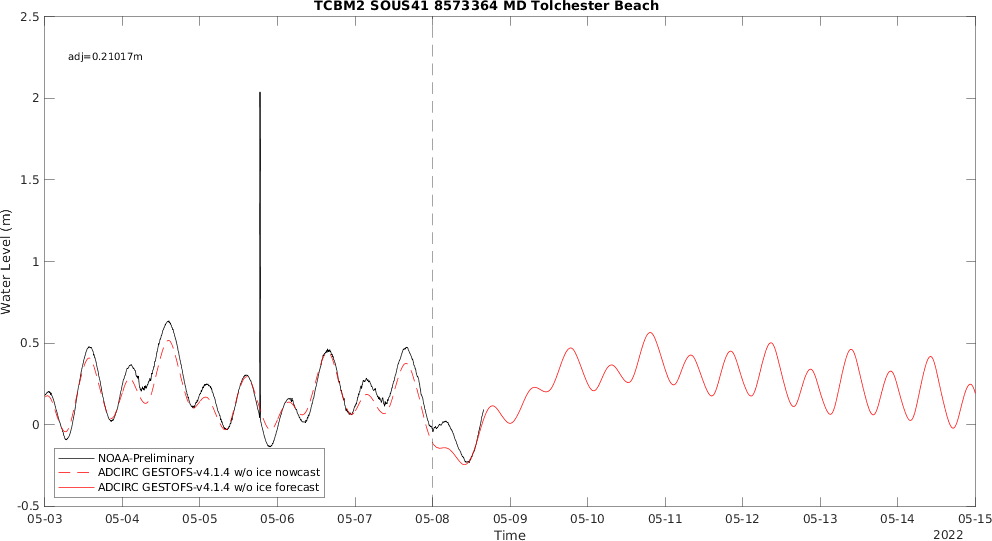 TCBM2 SOUS41 8573364 MD Tolchester Beach
adj=0.21017m
2.5
2
1.5
1
0.5
0
-0.5
Water Level (m)
NOAA-Preliminary
ADCIRC GESTOFS-v4.1.4 w/o ice nowcast
ADCIRC GESTOFS-v4.1.4 w/o ice forecast
05-03 05-04 05-05 05-06 05-07 05-08 05-09 05-10 05-11 05-12 05-13 05-14 05-15
Time
2022